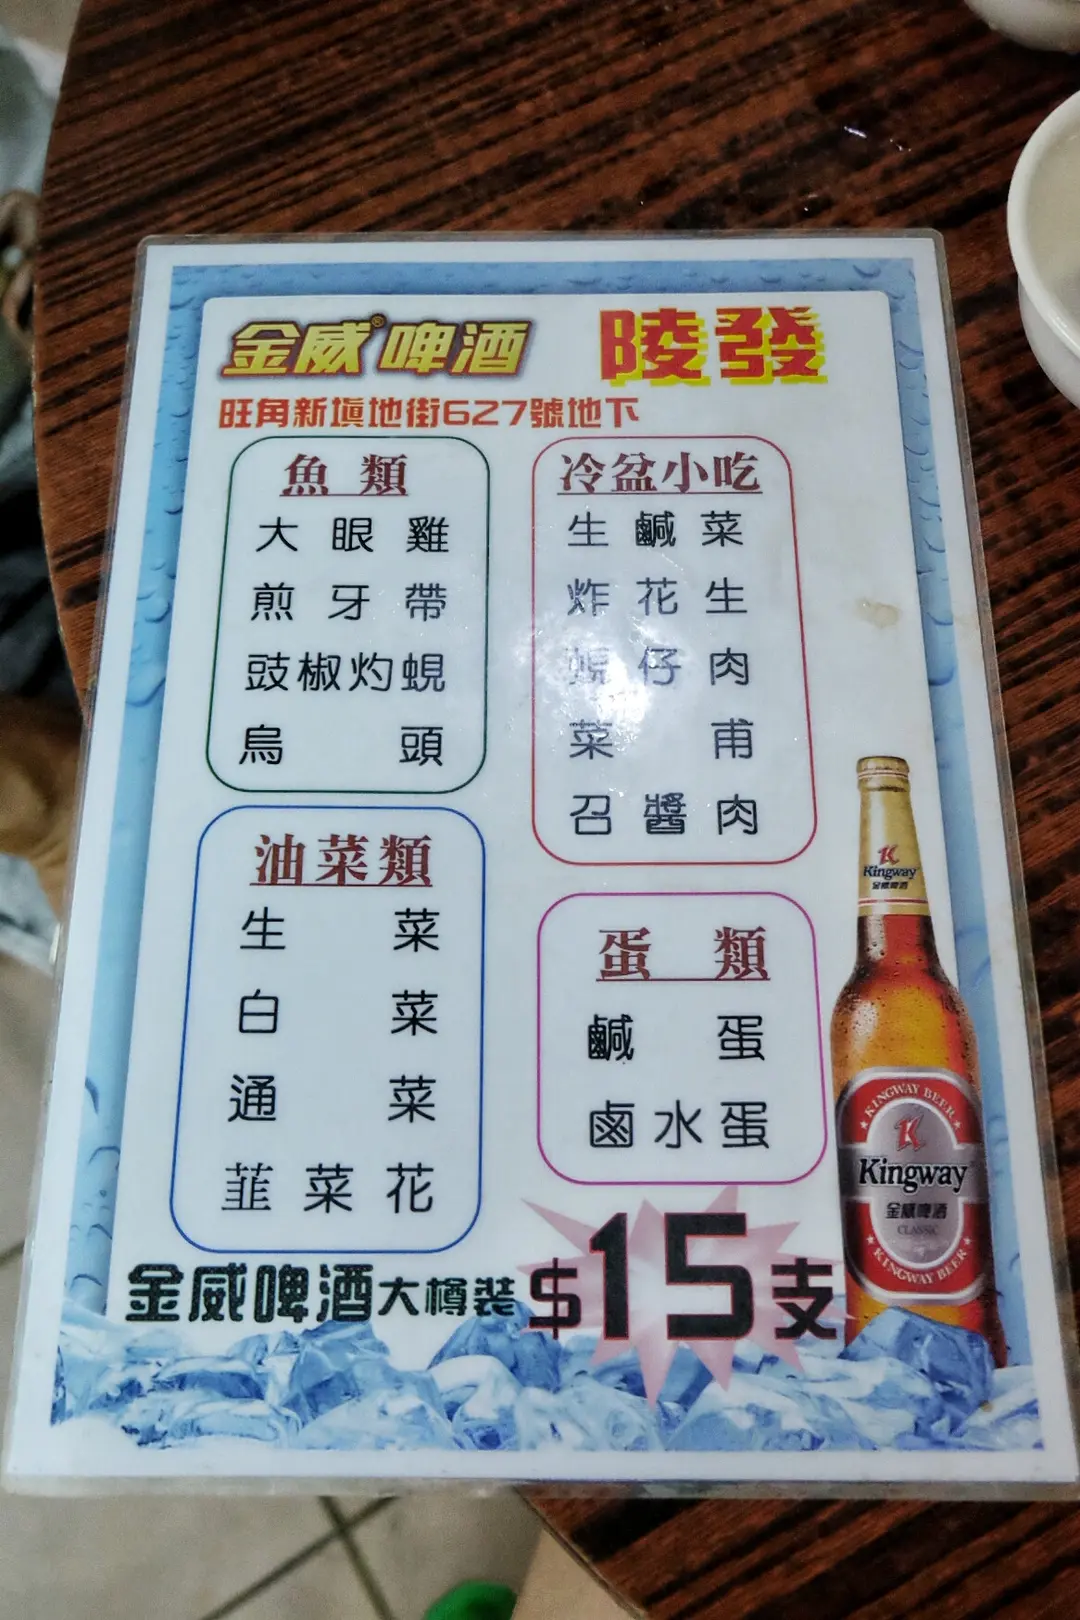 金威®啤酒 陵發
旺角新填地街627號地下
魚類
大眼雞
煎牙帶
豉椒灼蜆
烏頭
冷盆小吃
生鹹菜
炸花生
蜆仔肉
菜甫
召醬肉
油菜類
生菜
白菜
通菜
韮菜花
蛋類
鹹蛋
鹵水蛋
金威啤酒大樽装 $15支
K
Kingway
金威啤酒
KINGWAY BEER
K
Kingway
金威啤酒
CLASSIC
KINGWAY BEER